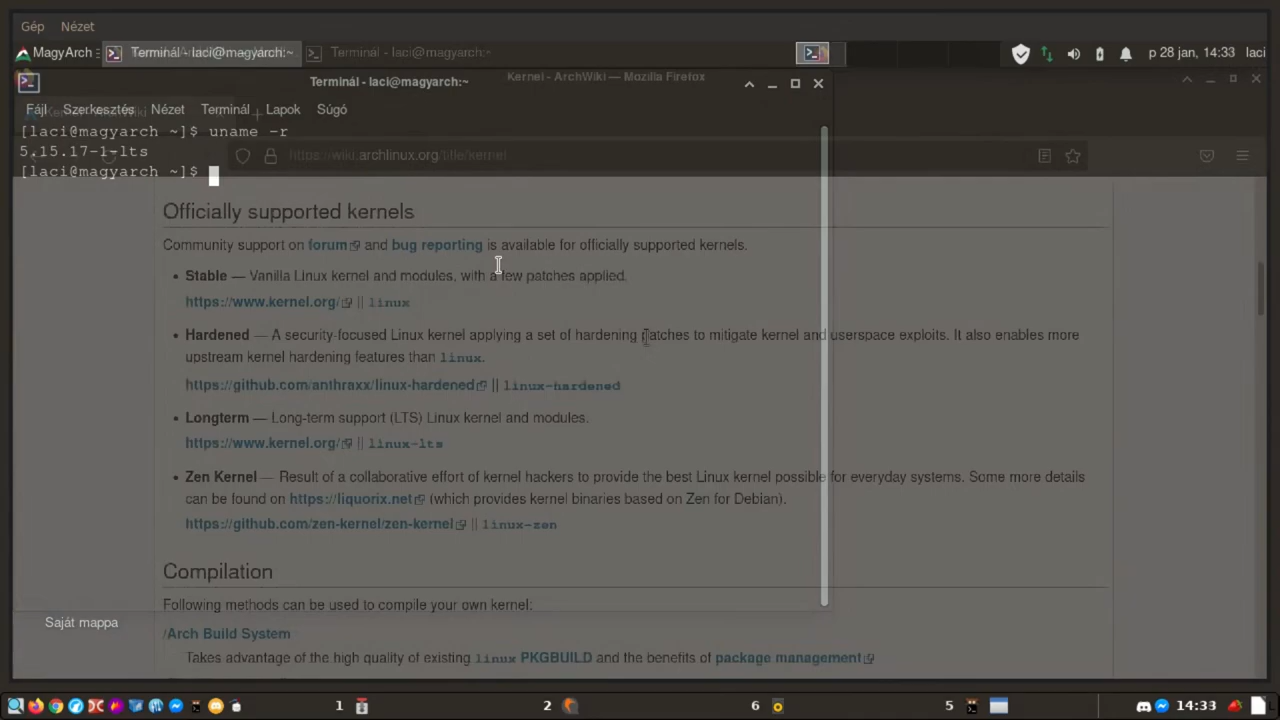 Gép Nézet
MagyArch Terminál - laci@magyarch:~ Terminál - laci@magyarch:~ p 28 jan, 14:33 laci
Terminál - laci@magyarch:~ Kernel - ArchWiki — Mozilla Firefox
Fájl Szerkesztés Nézet Terminál Lapok Súgó
[laci@magyarch ~]$ uname -r
5.15.17-1-lts
https://wiki.archlinux.org/title/kernel
[laci@magyarch ~]$
Officially supported kernels
Community support on forum and bug reporting is available for officially supported kernels.
• Stable — Vanilla Linux kernel and modules, with a few patches applied.
https://www.kernel.org/ || linux
• Hardened — A security-focused Linux kernel applying a set of hardening patches to mitigate kernel and userspace exploits. It also enables more
upstream kernel hardening features than linux.
https://github.com/anthraxx/linux-hardened || linux-hardened
• Longterm — Long-term support (LTS) Linux kernel and modules.
https://www.kernel.org/ || linux-lts
• Zen Kernel — Result of a collaborative effort of kernel hackers to provide the best Linux kernel possible for everyday systems. Some more details
can be found on https://liquorix.net (which provides kernel binaries based on Zen for Debian).
https://github.com/zen-kernel/zen-kernel || linux-zen
Compilation
Following methods can be used to compile your own kernel:
Saját mappa
/Arch Build System
Takes advantage of the high quality of existing linux PKGBUILD and the benefits of package management
1 2 6 5 14:33